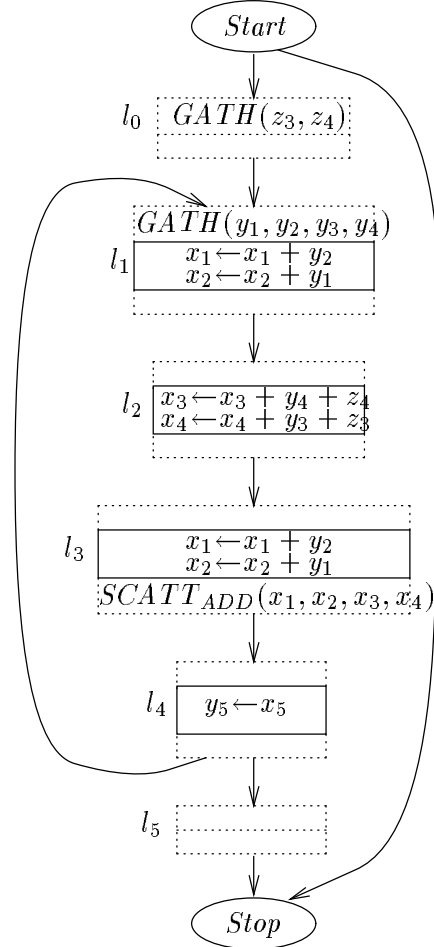 Start
l₀
GATH(z₃, z₄)
GATH(y₁, y₂, y₃, y₄)
l₁
x₁←x₁ + y₂
x₂←x₂ + y₁
l₂
x₃←x₃ + y₄ + z₄
x₄←x₄ + y₃ + z₃
l₃
x₁←x₁ + y₂
x₂←x₂ + y₁
SCATT_ADD(x₁, x₂, x₃, x₄)
l₄
y₅←x₅
l₅
Stop